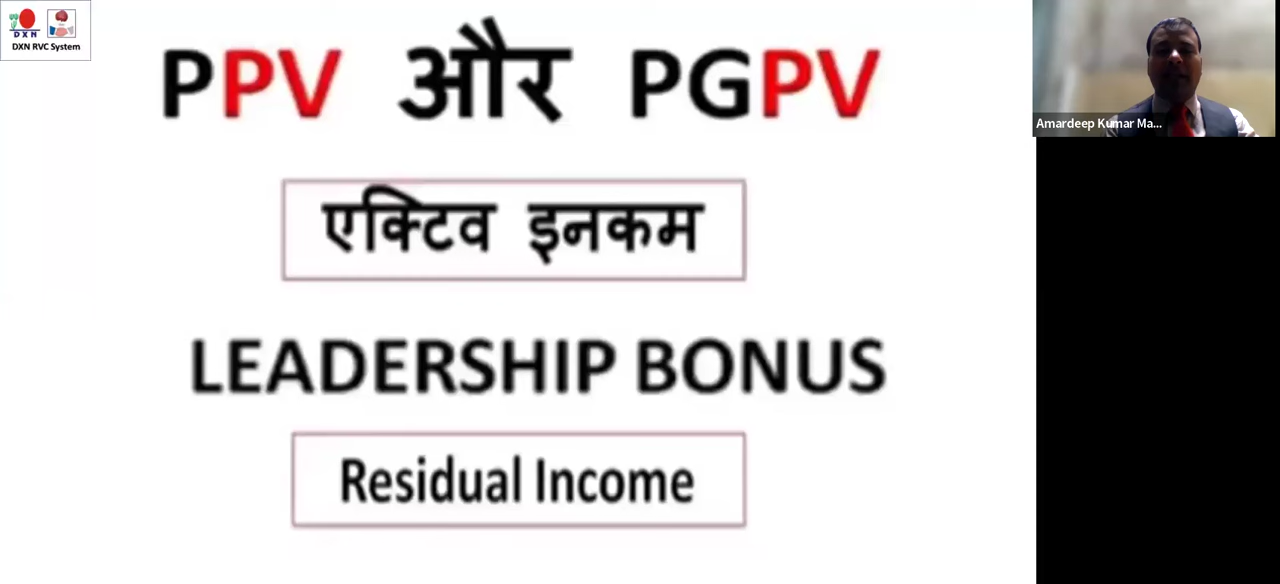 DXN
DXN RVC System
PPV और PGPV
एक्टिव इनकम
LEADERSHIP BONUS
Residual Income
Amardeep Kumar Ma...